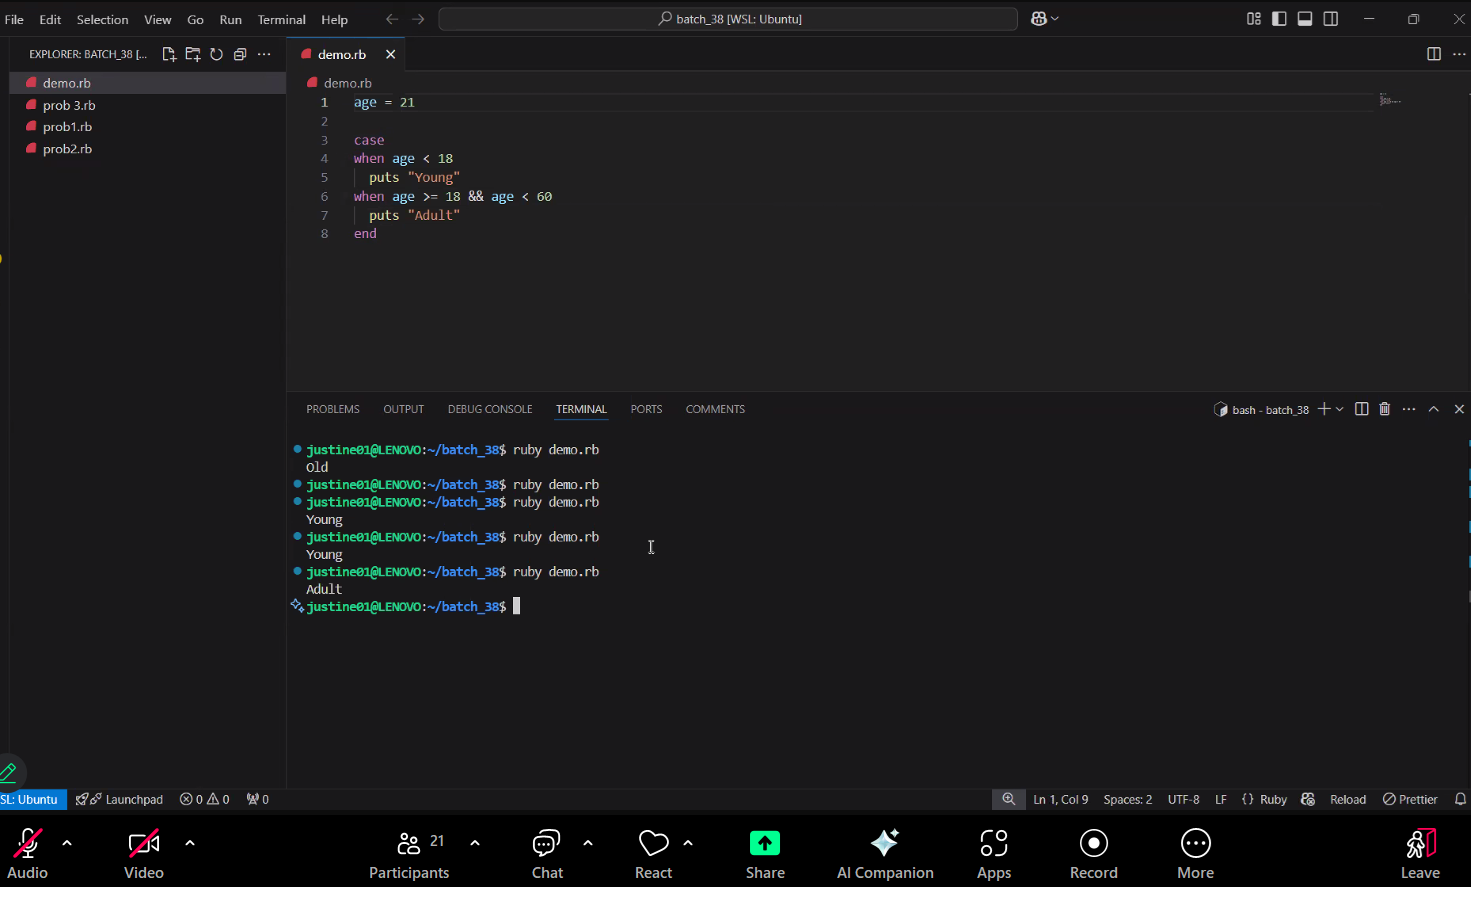 File Edit Selection View Go Run Terminal Help batch_38 [WSL: Ubuntu]
EXPLORER: BATCH_38 [...
demo.rb
prob 3.rb
prob1.rb
prob2.rb
demo.rb
demo.rb
1 age = 21
2
3 case
4 when age < 18
5 puts "Young"
6 when age >= 18 && age < 60
7 puts "Adult"
8 end
PROBLEMS OUTPUT DEBUG CONSOLE TERMINAL PORTS COMMENTS bash - batch_38
justine01@LENOVO:~/batch_38$ ruby demo.rb
Old
justine01@LENOVO:~/batch_38$ ruby demo.rb
justine01@LENOVO:~/batch_38$ ruby demo.rb
Young
justine01@LENOVO:~/batch_38$ ruby demo.rb
Young
justine01@LENOVO:~/batch_38$ ruby demo.rb
Adult
justine01@LENOVO:~/batch_38$
SL: Ubuntu Launchpad 0 0 0 Ln 1, Col 9 Spaces: 2 UTF-8 LF {} Ruby Reload Prettier
21
Audio Video Participants Chat React Share AI Companion Apps Record More Leave